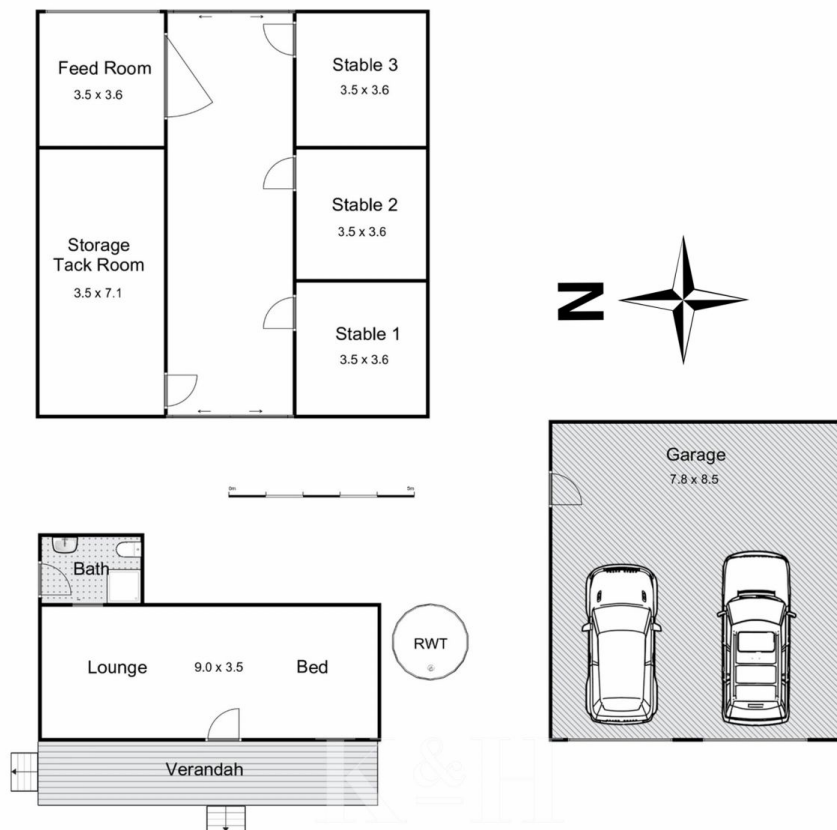 Feed Room
3.5 x 3.6
Stable 3
3.5 x 3.6
Stable 2
3.5 x 3.6
Storage
Tack Room
3.5 x 7.1
Stable 1
3.5 x 3.6
N
Garage
7.8 x 8.5
0m
5m
Bath
Lounge
9.0 x 3.5
Bed
RWT
Verandah
K & H